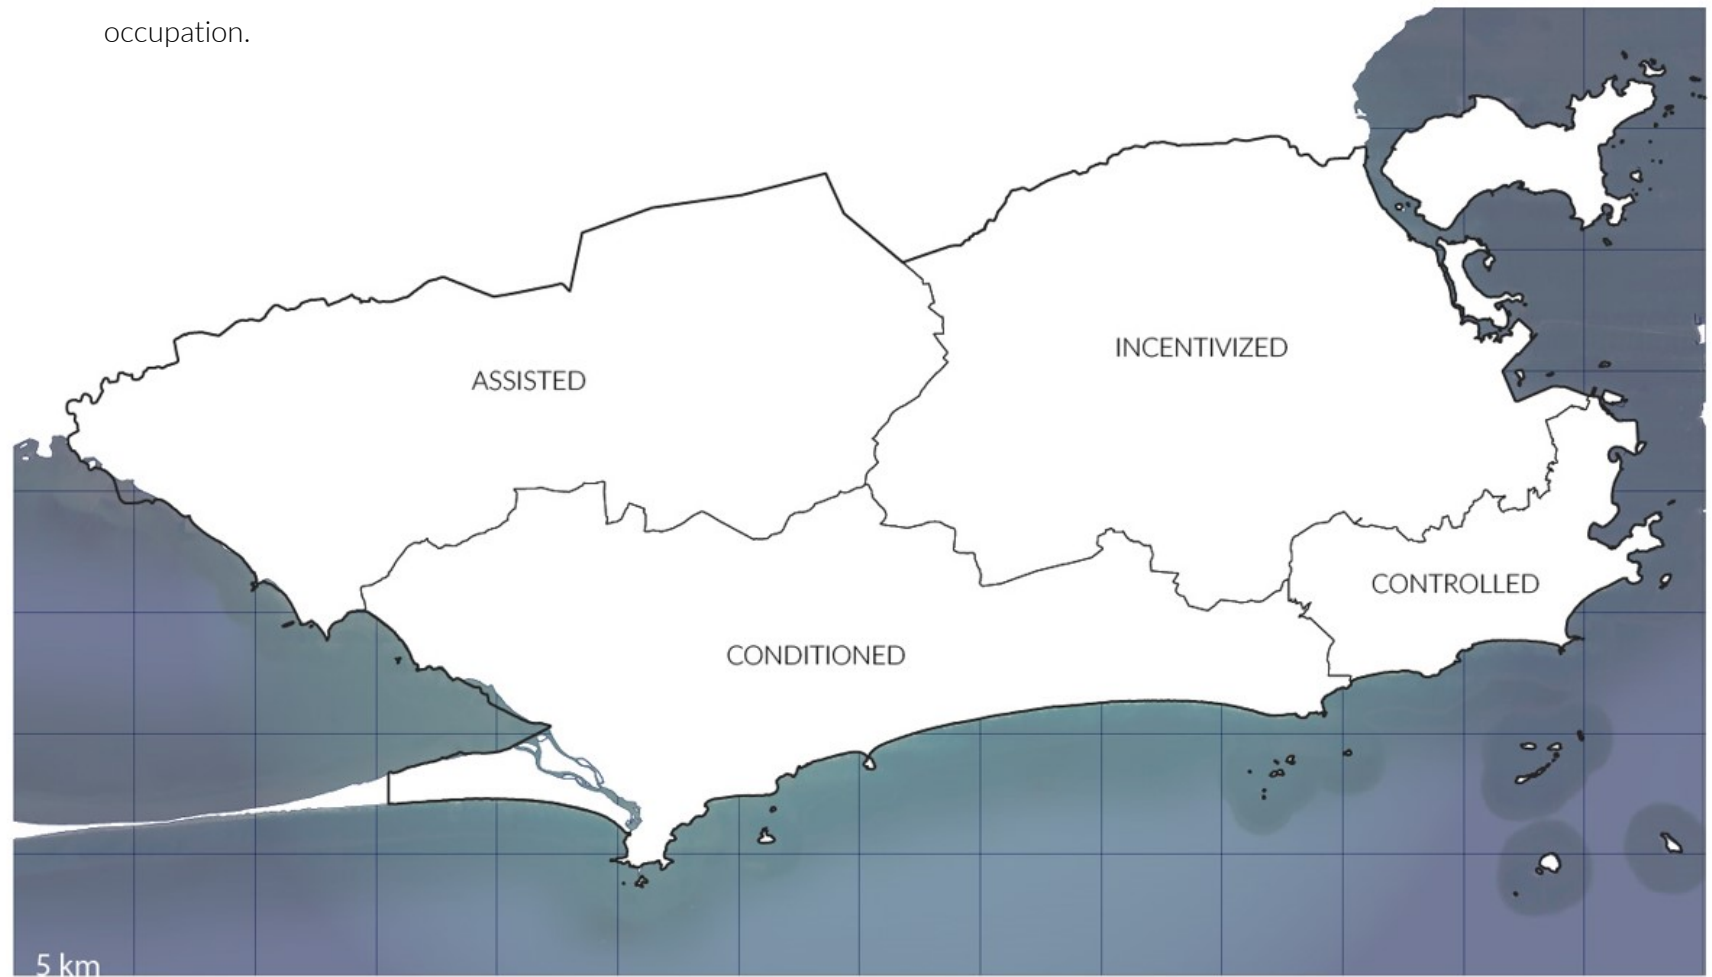 occupation.
INCENTIVIZED
ASSISTED
CONTROLLED
CONDITIONED
5 km